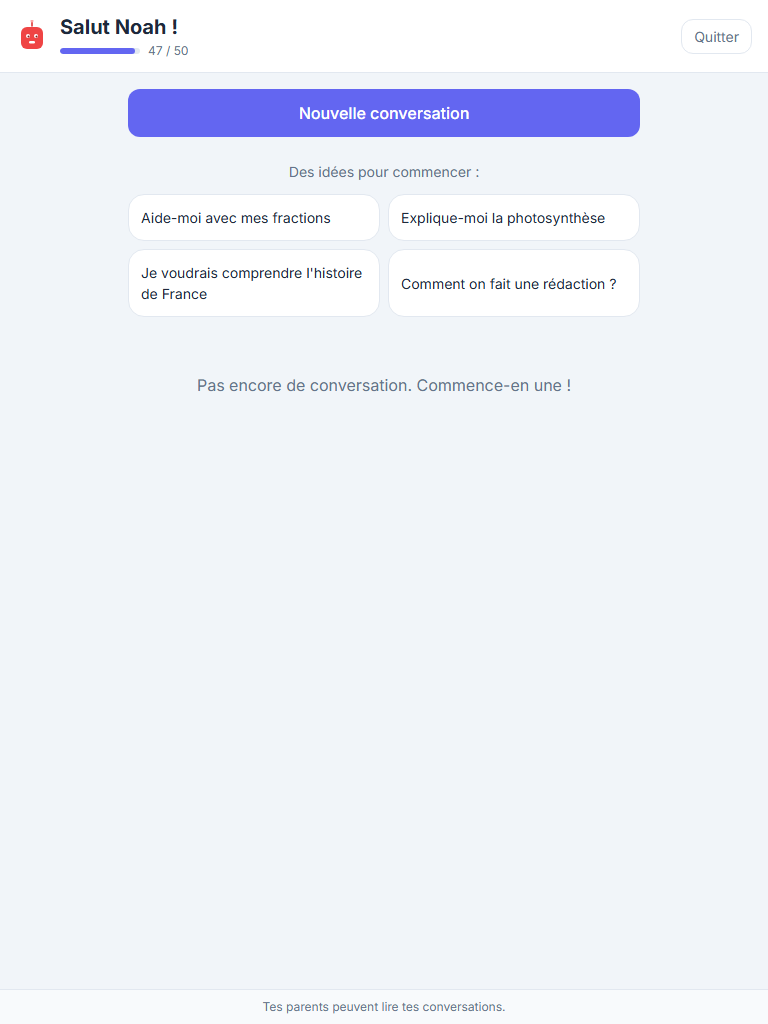 Salut Noah !
47 / 50
Quitter
Nouvelle conversation
Des idées pour commencer :
Aide-moi avec mes fractions
Explique-moi la photosynthèse
Je voudrais comprendre l'histoire
de France
Comment on fait une rédaction ?
Pas encore de conversation. Commence-en une !
Tes parents peuvent lire tes conversations.